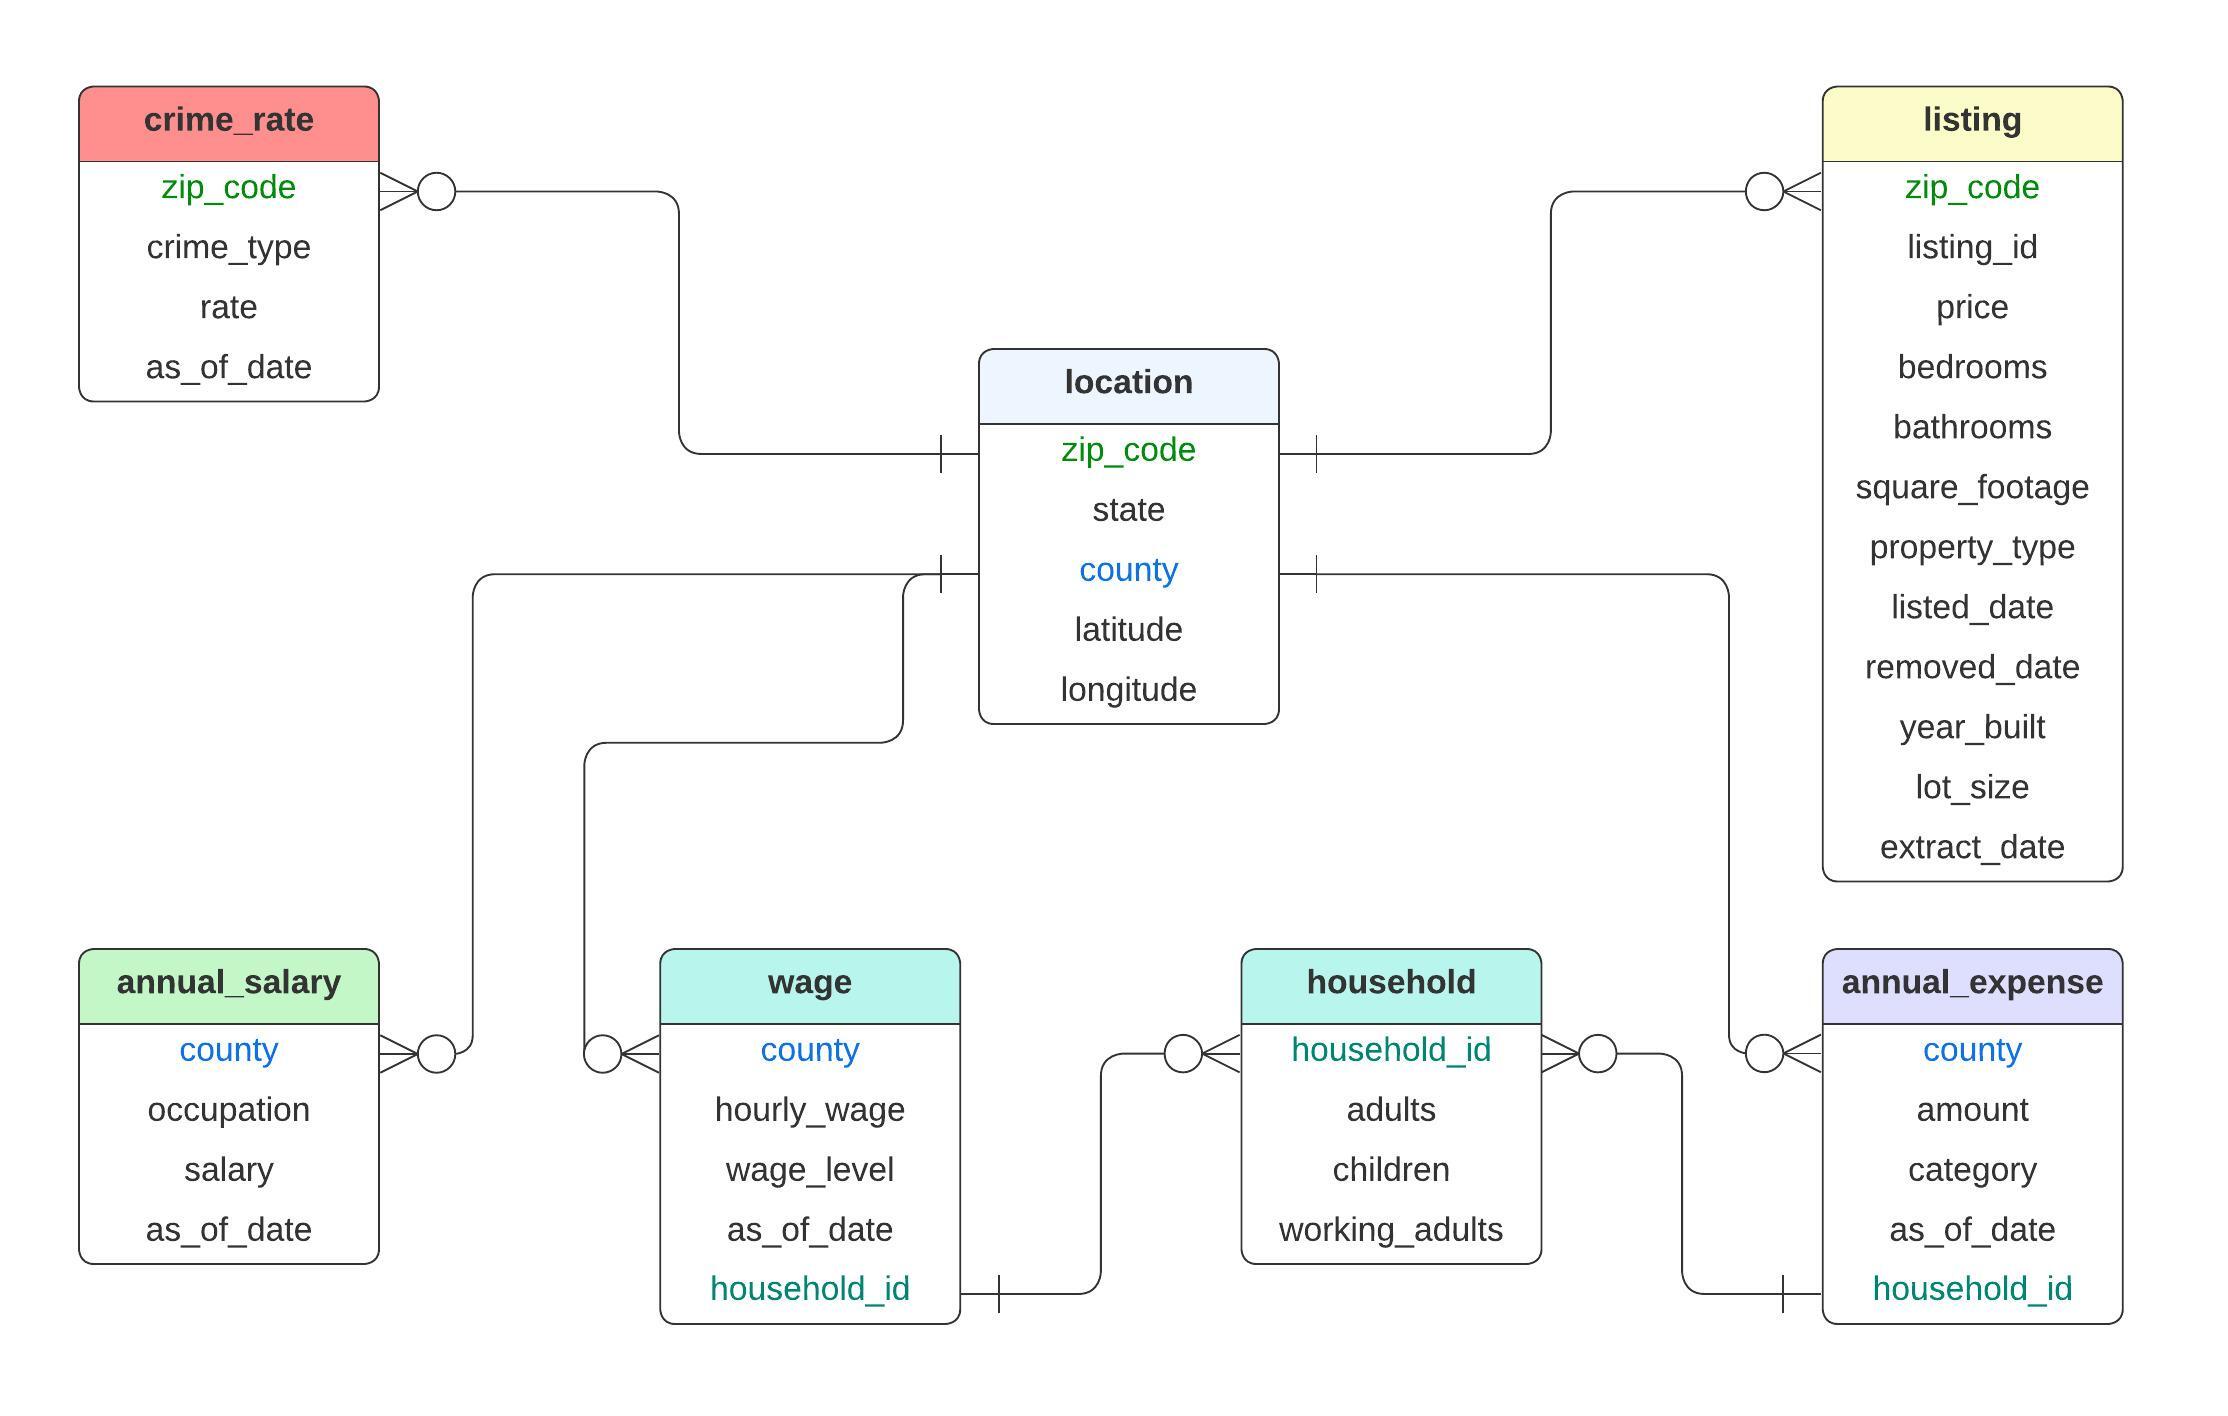 crime_rate
zip_code
crime_type
rate
as_of_date
listing
zip_code
listing_id
price
bedrooms
bathrooms
square_footage
property_type
listed_date
removed_date
year_built
lot_size
extract_date
location
zip_code
state
county
latitude
longitude
annual_salary
county
occupation
salary
as_of_date
wage
county
hourly_wage
wage_level
as_of_date
household_id
household
household_id
adults
children
working_adults
annual_expense
county
amount
category
as_of_date
household_id